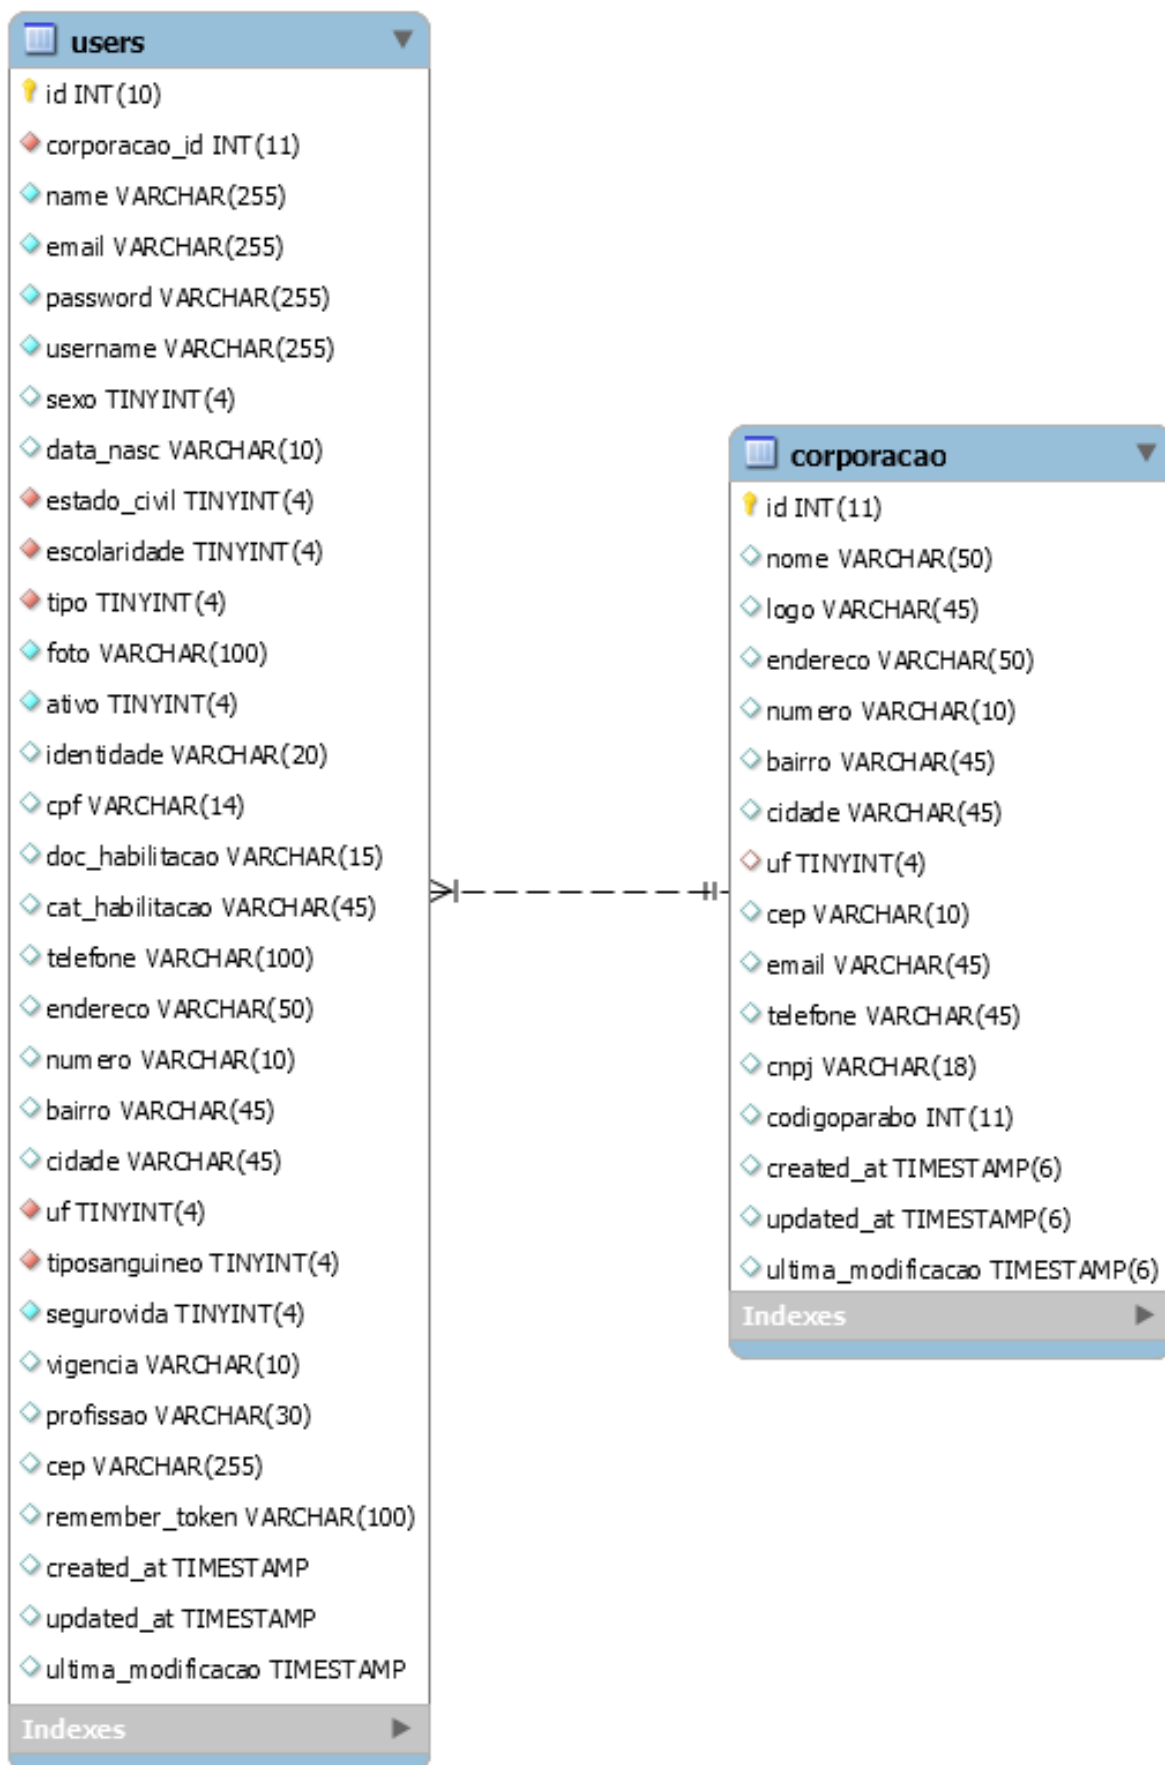 users
id INT(10)
corporacao_id INT(11)
name VARCHAR(255)
email VARCHAR(255)
password VARCHAR(255)
username VARCHAR(255)
sexo TINYINT(4)
data_nasc VARCHAR(10)
estado_civil TINYINT(4)
escolaridade TINYINT(4)
tipo TINYINT(4)
foto VARCHAR(100)
ativo TINYINT(4)
identidade VARCHAR(20)
cpf VARCHAR(14)
doc_habilitacao VARCHAR(15)
cat_habilitacao VARCHAR(45)
telefone VARCHAR(100)
endereco VARCHAR(50)
numero VARCHAR(10)
bairro VARCHAR(45)
cidade VARCHAR(45)
uf TINYINT(4)
tiposanguineo TINYINT(4)
segurovida TINYINT(4)
vigencia VARCHAR(10)
profissao VARCHAR(30)
cep VARCHAR(255)
remember_token VARCHAR(100)
created_at TIMESTAMP
updated_at TIMESTAMP
ultima_modificacao TIMESTAMP
Indexes
corporacao
id INT(11)
nome VARCHAR(50)
logo VARCHAR(45)
endereco VARCHAR(50)
numero VARCHAR(10)
bairro VARCHAR(45)
cidade VARCHAR(45)
uf TINYINT(4)
cep VARCHAR(10)
email VARCHAR(45)
telefone VARCHAR(45)
cnpj VARCHAR(18)
codigoparabo INT(11)
created_at TIMESTAMP(6)
updated_at TIMESTAMP(6)
ultima_modificacao TIMESTAMP(6)
Indexes